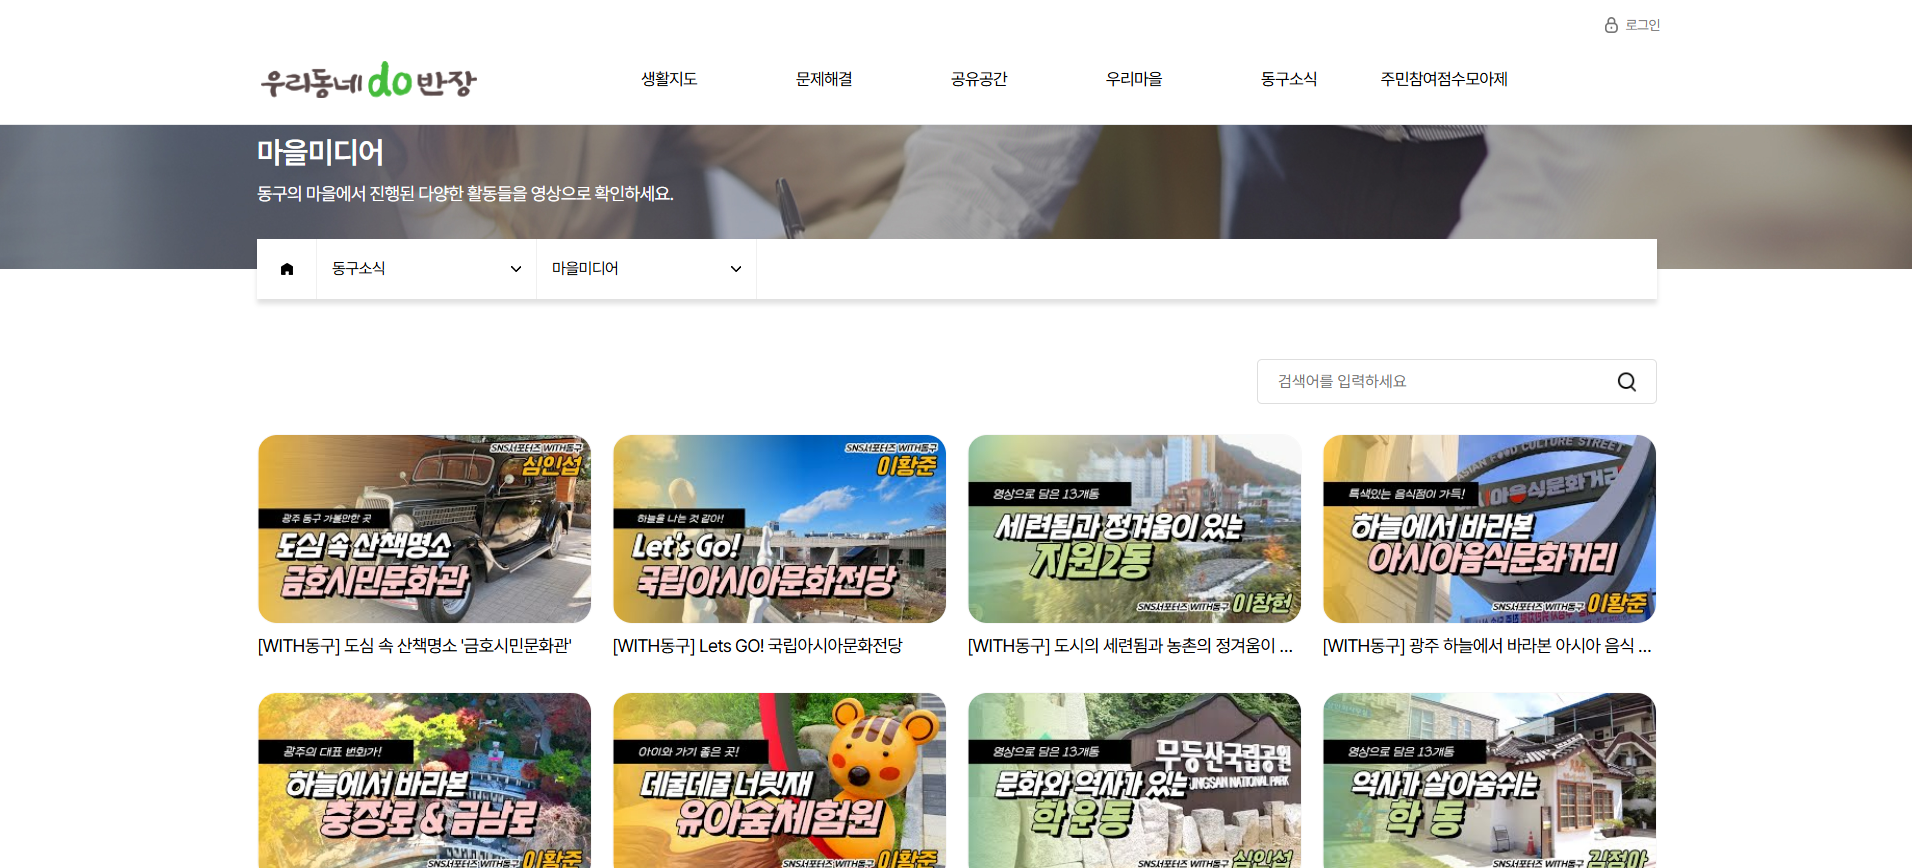 로그인
우리동네 do 반장
생활지도
문제해결
공유공간
우리마을
동구소식
주민참여점수모아제
마을미디어
동구의 마을에서 진행된 다양한 활동들을 영상으로 확인하세요.
동구소식
마을미디어
검색어를 입력하세요
SNS서포터즈 WITH동구
심인섭
광주 동구 가볼만한 곳
도심 속 산책명소
금호시민문화관
[WITH동구] 도심 속 산책명소 '금호시민문화관'
SNS서포터즈 WITH동구
이황준
하늘을 나는 것 같아!
Let's Go!
국립아시아문화전당
[WITH동구] Lets GO! 국립아시아문화전당
영상으로 담은 13개동
세련됨과 정겨움이 있는
지원2동
SNS서포터즈 WITH동구 이창헌
[WITH동구] 도시의 세련됨과 농촌의 정겨움이 ...
ASIAN FOOD CULTURE STREET
아음식문화거리
특색있는 음식점이 가득!
하늘에서 바라본
아시아음식문화거리
SNS서포터즈 WITH동구 이황준
[WITH동구] 광주 하늘에서 바라본 아시아 음식 ...
광주의 대표 번화가!
하늘에서 바라본
충장로 & 금남로
SNS서포터즈 WITH동구 이황준
아이와 가기 좋은 곳!
데굴데굴 너릿재
유아숲체험원
SNS서포터즈 WITH동구 이황준
무등산국립공원
UNGSAN NATIONAL PARK
영상으로 담은 13개동
문화와 역사가 있는
학운동
SNS서포터즈 WITH동구 심인섭
영상으로 담은 13개동
역사가 살아숨쉬는
학 동
SNS서포터즈 WITH동구 김정아